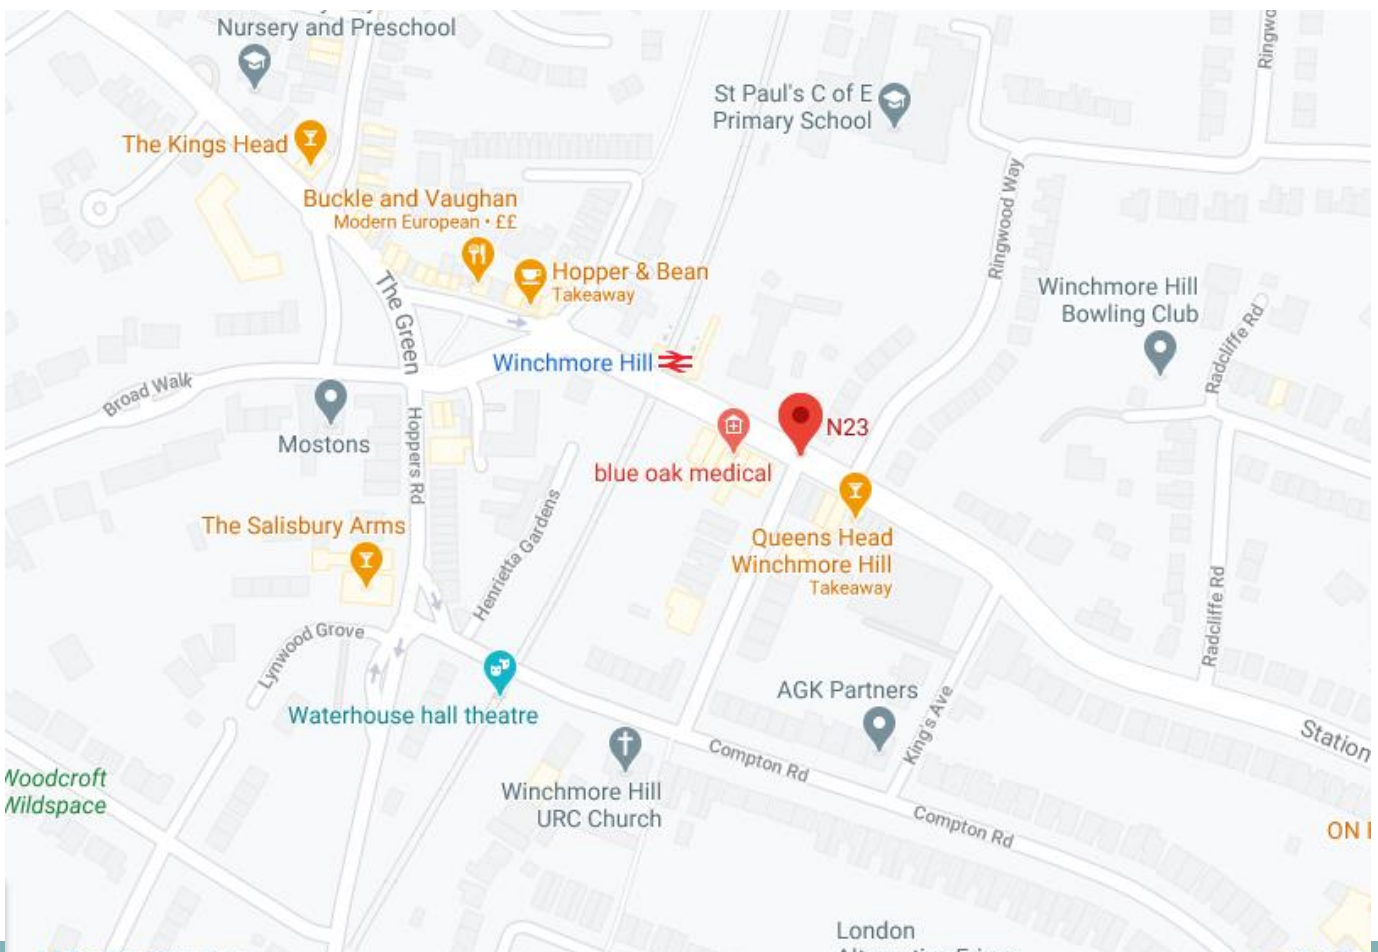 Nursery and Preschool
Ringwo
St Paul's C of E
Primary School
The Kings Head
Buckle and Vaughan
Modern European • ££
Ringwood Way
Hopper & Bean
Takeaway
Winchmore Hill
Bowling Club
The Green
Radcliffe Rd
Winchmore Hill
Broad Walk
Mostons
Hoppers Rd
N23
blue oak medical
The Salisbury Arms
Henrietta Gardens
Queens Head
Winchmore Hill
Takeaway
Radcliffe Rd
Lynwood Grove
Waterhouse hall theatre
AGK Partners
King's Ave
Station
Compton Rd
Woodcroft
Wildspace
Winchmore Hill
URC Church
Compton Rd
ON
London